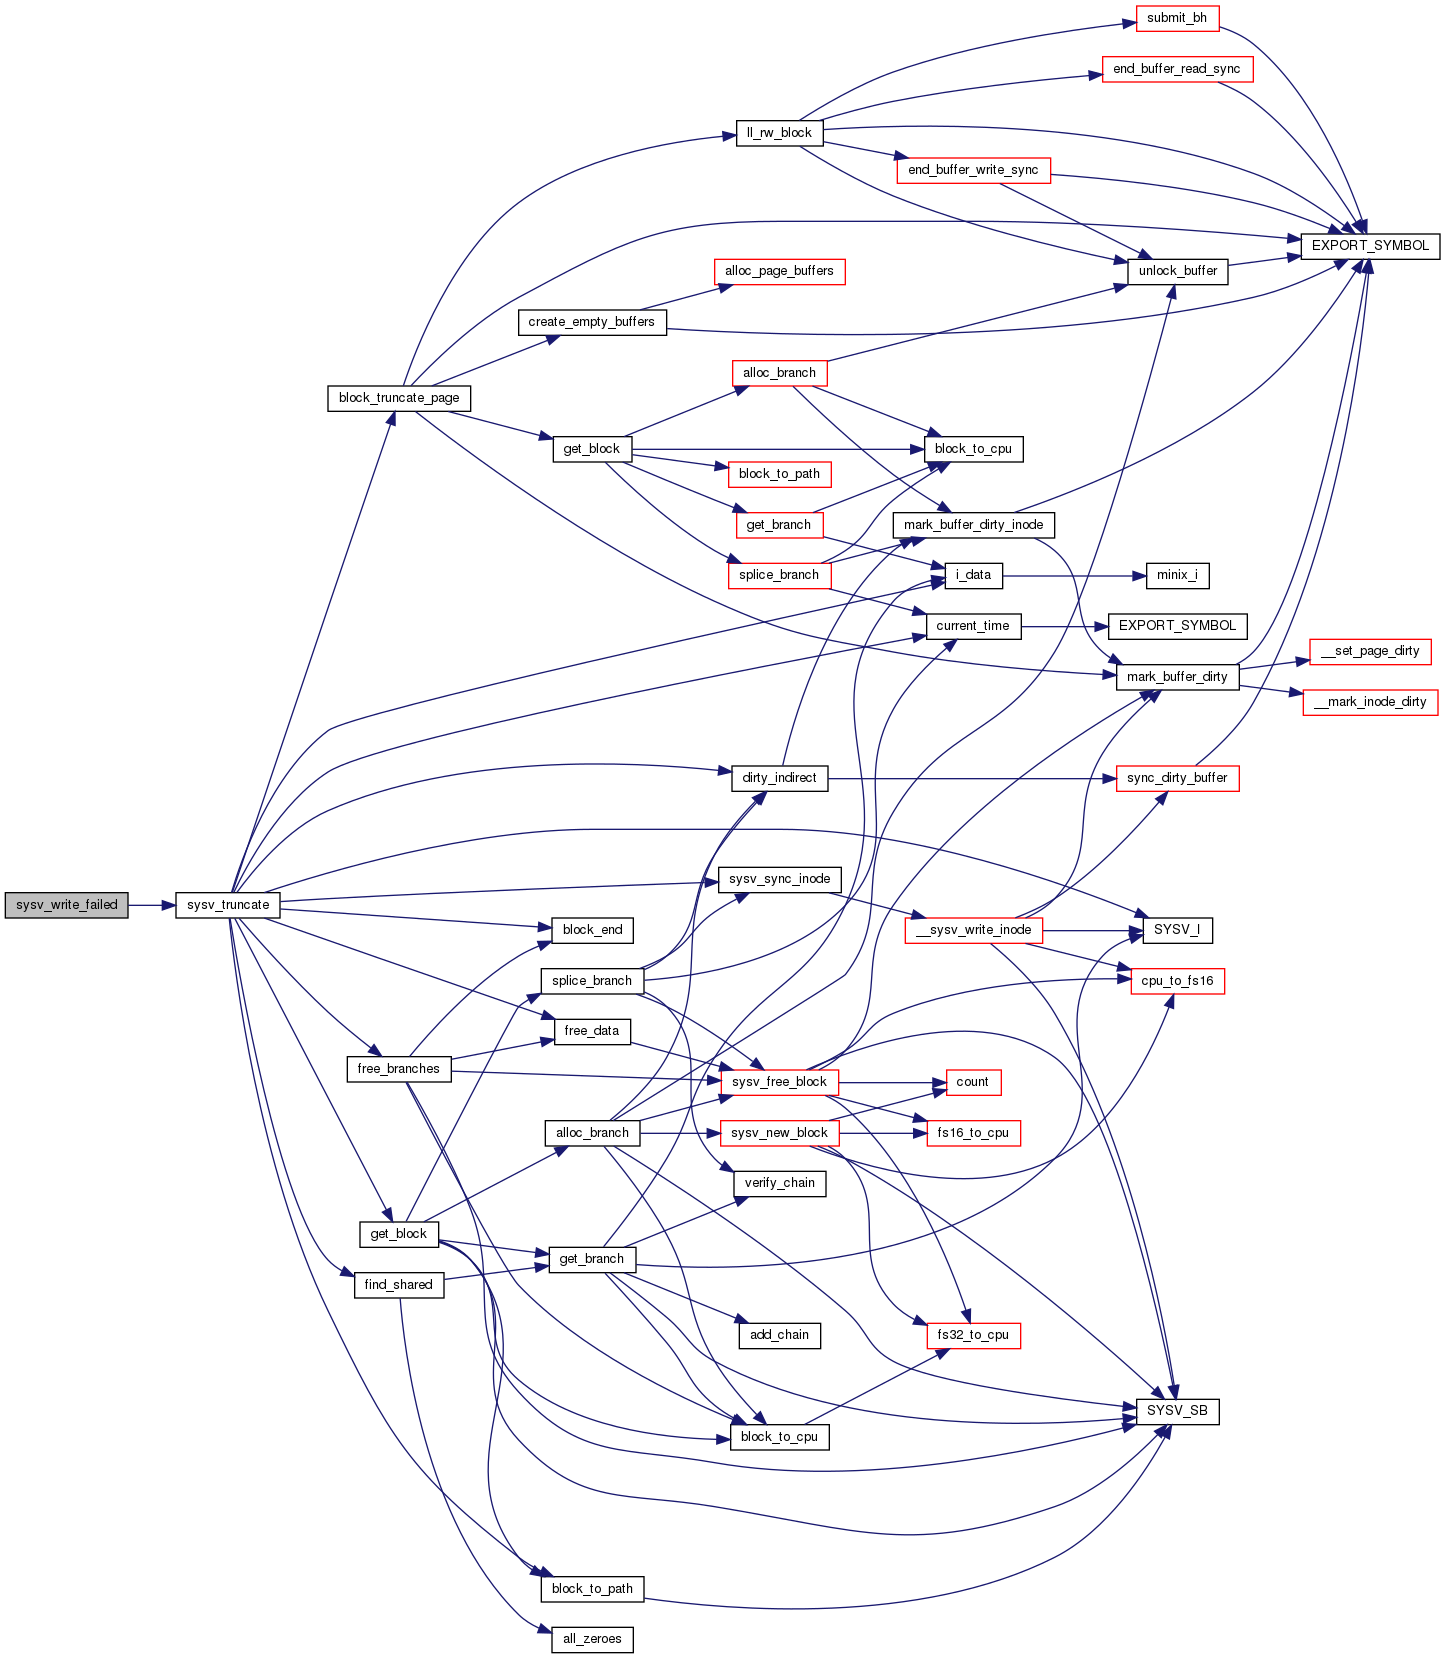 submit_bh
end_buffer_read_sync
ll_rw_block
end_buffer_write_sync
EXPORT_SYMBOL
unlock_buffer
alloc_page_buffers
create_empty_buffers
alloc_branch
block_truncate_page
get_block
block_to_cpu
block_to_path
get_branch
mark_buffer_dirty_inode
splice_branch
i_data
minix_i
current_time
EXPORT_SYMBOL
__set_page_dirty
mark_buffer_dirty
__mark_inode_dirty
dirty_indirect
sync_dirty_buffer
sysv_sync_inode
sysv_write_failed
sysv_truncate
block_end
__sysv_write_inode
SYSV_I
splice_branch
cpu_to_fs16
free_data
free_branches
sysv_free_block
count
alloc_branch
sysv_new_block
fs16_to_cpu
verify_chain
get_block
get_branch
find_shared
add_chain
fs32_to_cpu
SYSV_SB
block_to_cpu
block_to_path
all_zeroes